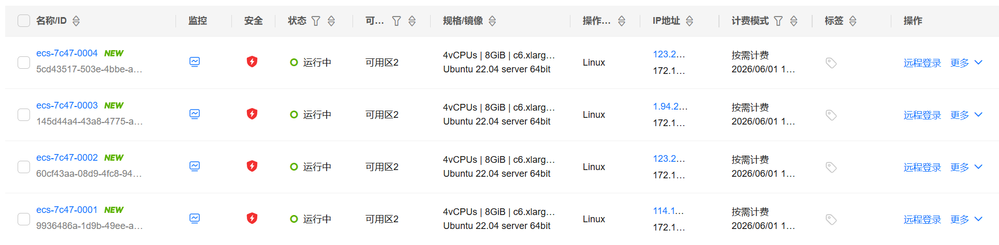 名称/ID 监控 安全 状态 可... 规格/镜像 操作... IP地址 计费模式 标签 操作
ecs-7c47-0004 NEW
5cd43517-503e-4bbe-a...
运行中 可用区2
4vCPUs | 8GiB | c6.xlarg...
Ubuntu 22.04 server 64bit
Linux
123.2...
172.1...
按需计费
2026/06/01 1...
远程登录 更多
ecs-7c47-0003 NEW
145d44a4-43a8-4775-a...
运行中 可用区2
4vCPUs | 8GiB | c6.xlarg...
Ubuntu 22.04 server 64bit
Linux
1.94.2...
172.1...
按需计费
2026/06/01 1...
远程登录 更多
ecs-7c47-0002 NEW
60cf43aa-08d9-4fc8-94...
运行中 可用区2
4vCPUs | 8GiB | c6.xlarg...
Ubuntu 22.04 server 64bit
Linux
123.2...
172.1...
按需计费
2026/06/01 1...
远程登录 更多
ecs-7c47-0001 NEW
9936486a-1d9b-49ee-a...
运行中 可用区2
4vCPUs | 8GiB | c6.xlarg...
Ubuntu 22.04 server 64bit
Linux
114.1...
172.1...
按需计费
2026/06/01 1...
远程登录 更多